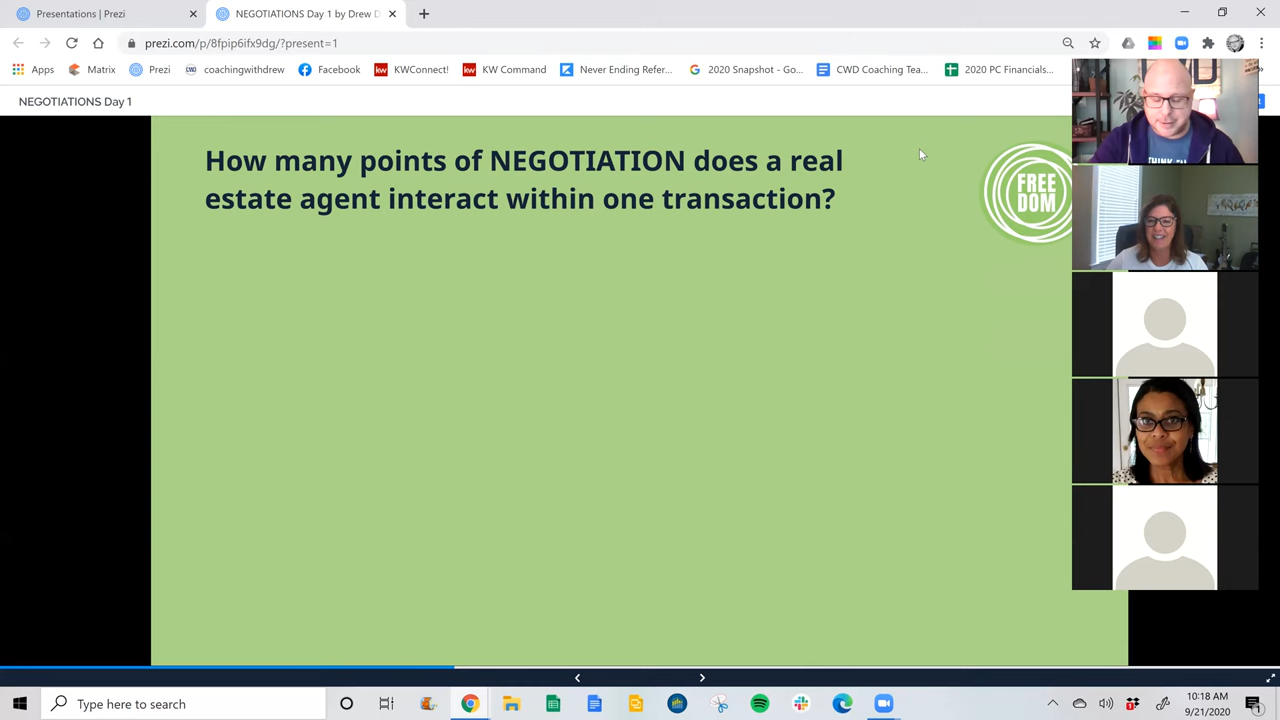 Presentations | Prezi
NEGOTIATIONS Day 1 by Drew D
prezi.com/p/8fpip6ifx9dg/?present=1
Apps
Matrix
Prezi
coachingwithdrew
Facebook
KWConnect!
KW Command
Never Ending Refer...
2020 Snapshot - Go...
CWD Coaching Tea...
2020 PC Financials...
NEGOTIATIONS Day 1
How many points of NEGOTIATION does a real
estate agent interact within one transaction?
FREE
DOM
Type here to search
10:18 AM
9/21/2020